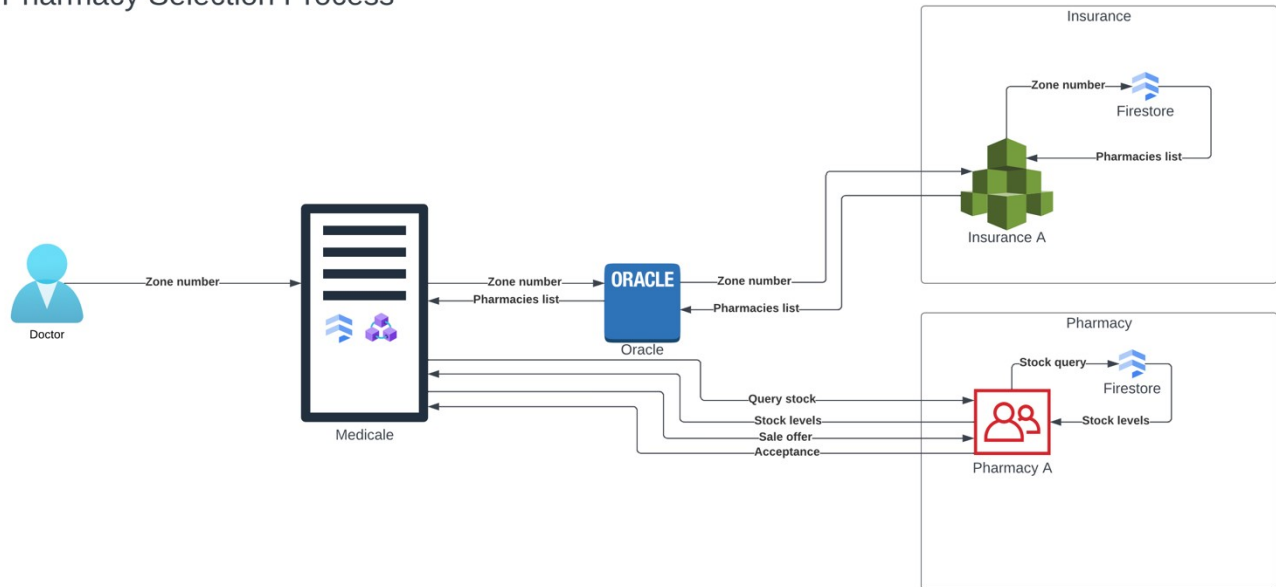 Pharmacy Selection Process
Insurance
Zone number
Firestore
Pharmacies list
Insurance A
Zone number
Doctor
Zone number
Pharmacies list
Medicale
ORACLE
Oracle
Zone number
Pharmacies list
Pharmacy
Stock query
Firestore
Stock levels
Pharmacy A
Query stock
Stock levels
Sale offer
Acceptance